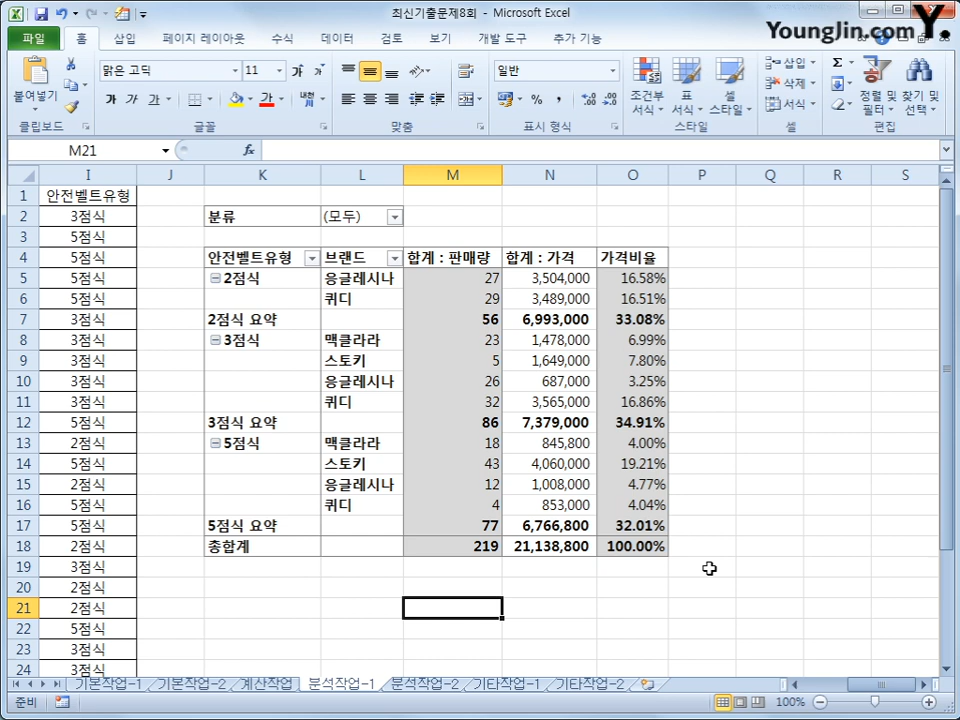 최신기출문제8회 - Microsoft Excel
Younglin.com Y.
파일 홈 삽입 페이지 레이아웃 수식 데이터 검토 보기 개발 도구 추가 기능
맑은 고딕 11 일반
붙여넣기 가 가 가 조건부 서식 표 서식 셀 스타일 삽입 삭제 서식 정렬 및 필터 찾기 및 선택
클립보드 글꼴 맞춤 표시 형식 스타일 셀 편집
M21 fx
I J K L M N O P Q R S
1 안전벨트유형
2 3점식 분류 (모두)
3 5점식
4 5점식 안전벨트유형 브랜드 합계 : 판매량 합계 : 가격 가격비율
5 5점식 2점식 응글레시나 27 3,504,000 16.58%
6 5점식 퀴디 29 3,489,000 16.51%
7 3점식 2점식 요약 56 6,993,000 33.08%
8 3점식 3점식 맥클라라 23 1,478,000 6.99%
9 3점식 스토키 5 1,649,000 7.80%
10 3점식 응글레시나 26 687,000 3.25%
11 3점식 퀴디 32 3,565,000 16.86%
12 5점식 3점식 요약 86 7,379,000 34.91%
13 2점식 5점식 맥클라라 18 845,800 4.00%
14 5점식 스토키 43 4,060,000 19.21%
15 2점식 응글레시나 12 1,008,000 4.77%
16 5점식 퀴디 4 853,000 4.04%
17 5점식 5점식 요약 77 6,766,800 32.01%
18 2점식 총합계 219 21,138,800 100.00%
19 3점식
20 2점식
21 2점식
22 5점식
23 3점식
24 3점식
기본작업-1 기본작업-2 계산작업 분석작업-1 분석작업-2 기타작업-1 기타작업-2
준비 100%